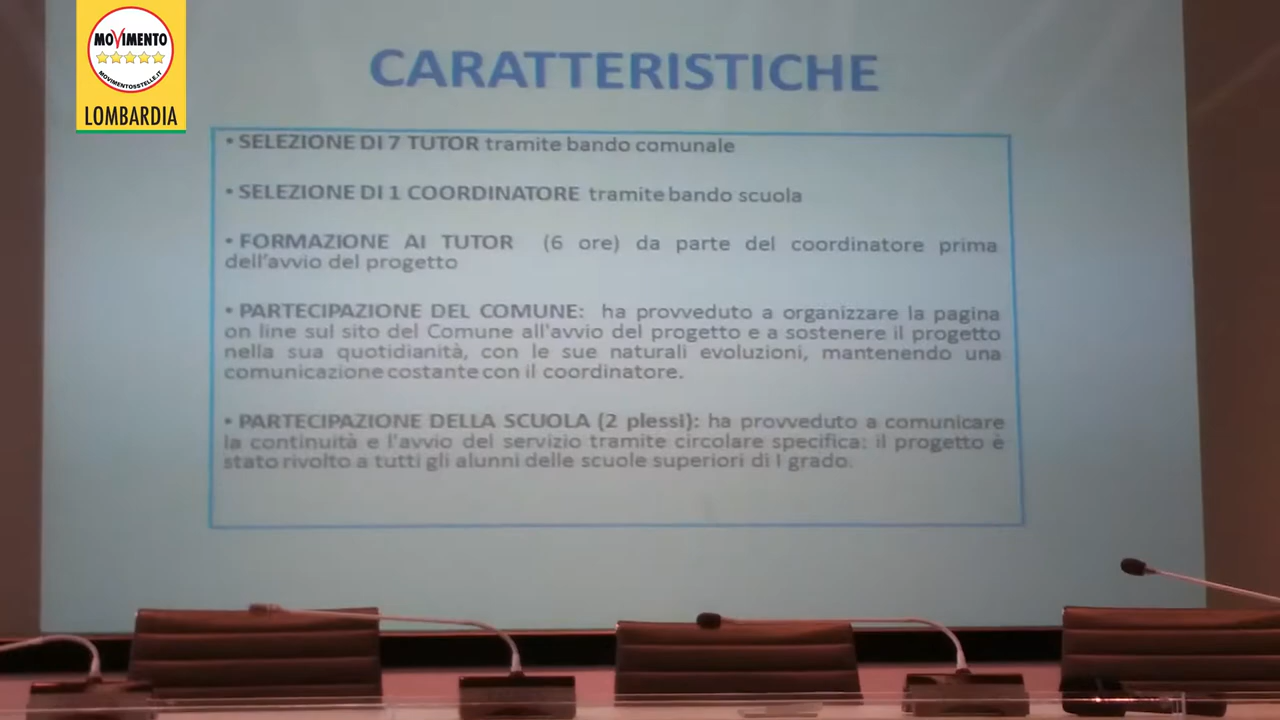 MOVIMENTO
MOVIMENTO5STELLE.IT
LOMBARDIA
CARATTERISTICHE
• SELEZIONE DI 7 TUTOR tramite bando comunale
• SELEZIONE DI 1 COORDINATORE tramite bando scuola
• FORMAZIONE AI TUTOR (6 ore) da parte del coordinatore prima
dell'avvio del progetto
• PARTECIPAZIONE DEL COMUNE: ha provveduto a organizzare la pagina
on line sul sito del Comune all'avvio del progetto e a sostenere il progetto
nella sua quotidianità, con le sue naturali evoluzioni, mantenendo una
comunicazione costante con il coordinatore.
• PARTECIPAZIONE DELLA SCUOLA (2 plessi): ha provveduto a comunicare
la continuità e l'avvio del servizio tramite circolare specifica: il progetto è
stato rivolto a tutti gli alunni delle scuole superiori di I grado.